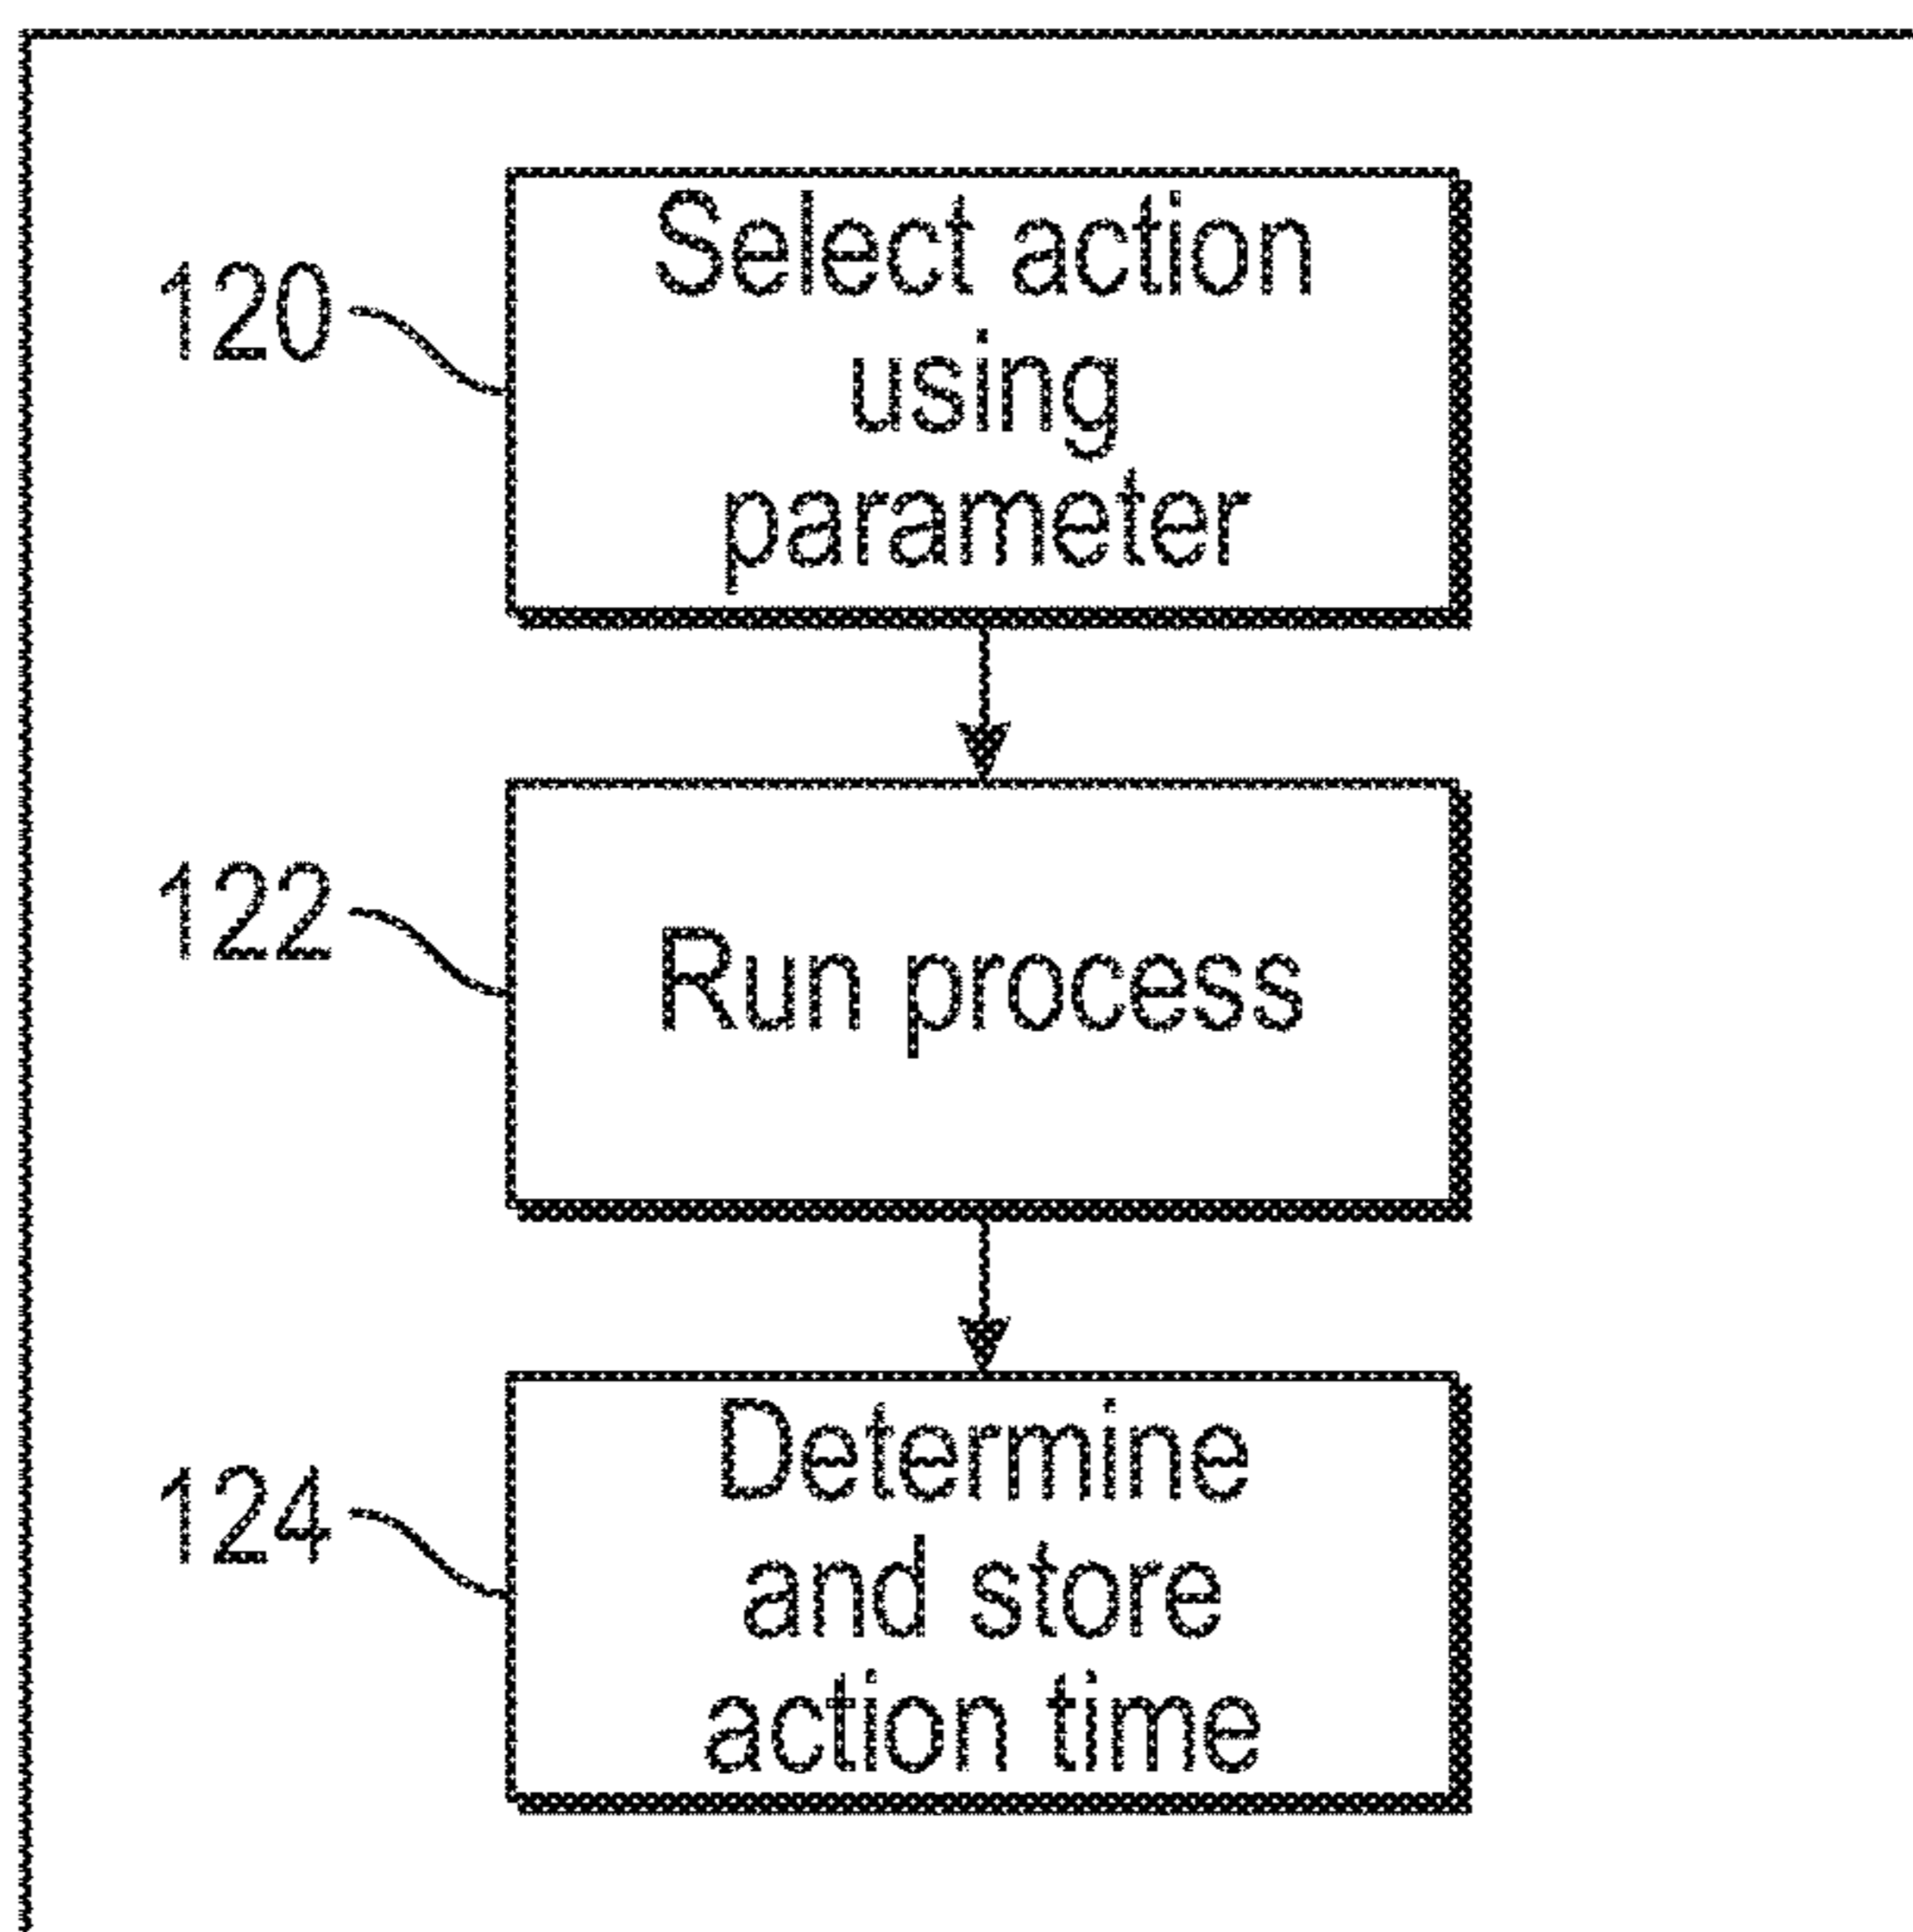 120
Select action
using
parameter
122
Run process
124
Determine
and store
action time